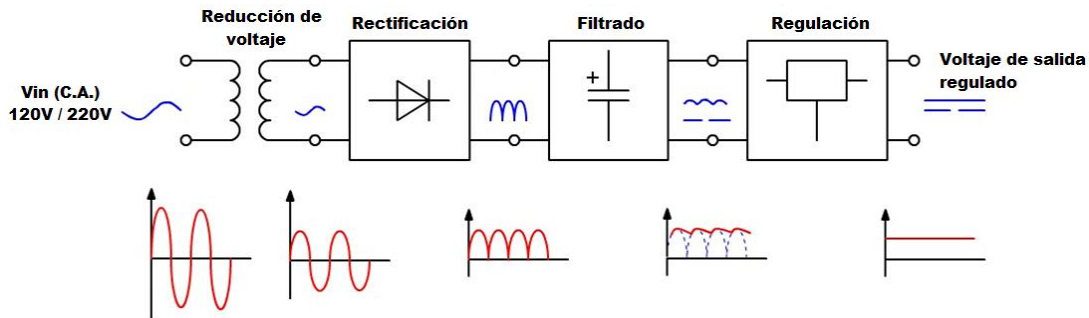 Reducción de
voltaje
Rectificación
Filtrado
Regulación
Vin (C.A.)
120V / 220V
+
Voltaje de salida
regulado